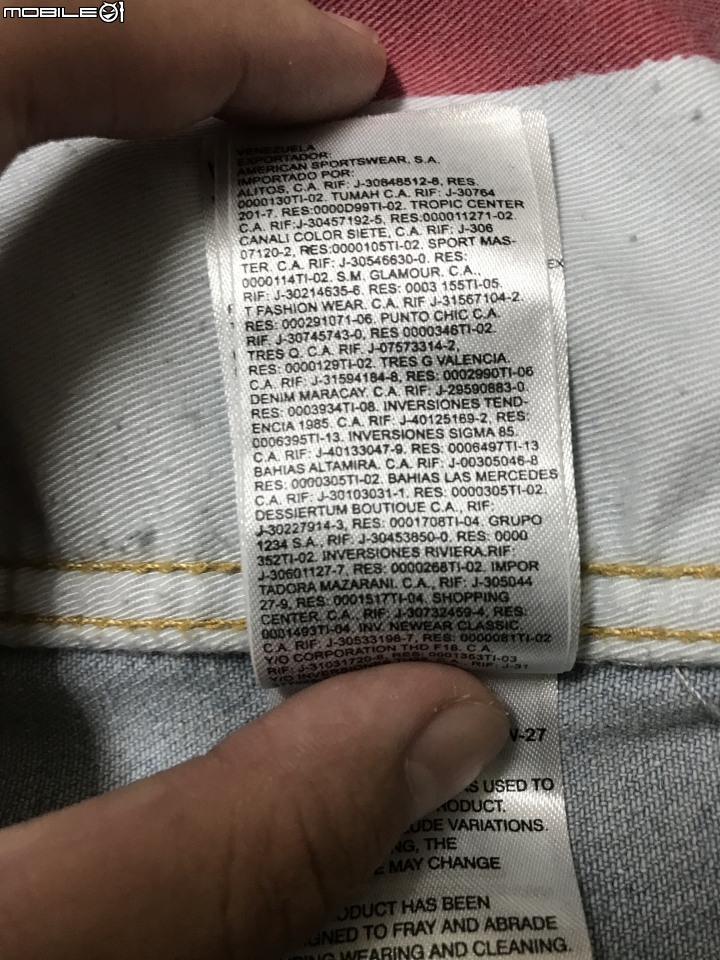 MOBILE01
VENEZUELA
EXPORTADOR:
AMERICAN SPORTSWEAR, S.A.
IMPORTADO POR:
ALITOS, C.A. RIF: J-30848512-8, RES.
0000130TI-02. TUMAH C.A. RIF: J-30764
201-7. RES:0000D99TI-02. TROPIC CENTER
C.A. RIF:J-30457192-5, RES:000011271-02.
CANALI COLOR SIETE, C.A. RIF: J-306
07120-2, RES:0000105TI-02. SPORT MAS-
TER. C.A. RIF: J-30546630-0. RES:
0000114TI-02. S.M. GLAMOUR. C.A.,
RIF: J-30214635-6. RES: 0003 155TI-05.
T FASHION WEAR. C.A. RIF J-31567104-2.
RES: 000291071-06. PUNTO CHIC C.A.
RIF. J-30745743-0, RES 0000346TI-02.
TRES Q. C.A. RIF. J-07573314-2,
RES: 0000129TI-02. TRES G VALENCIA.
C.A. RIF: J-31594184-8, RES: 0002990TI-06
DENIM MARACAY. C.A. RIF: J-29590883-0.
RES: 0003934TI-08. INVERSIONES TEND-
ENCIA 1985. C.A. RIF: J-40125169-2, RES:
0006395TI-13. INVERSIONES SIGMA 85.
C.A. RIF: J-40133047-9. RES: 0006497TI-13
BAHIAS ALTAMIRA. C.A. RIF: J-00305046-8
RES: 0000305TI-02. BAHIAS LAS MERCEDES
C.A. RIF: J-30103031-1. RES: 0000305TI-02.
DESSIERTUM BOUTIQUE C.A., RIF:
J-30227914-3, RES: 0001708TI-04. GRUPO
1234 S.A., RIF: J-30453850-0. RES: 0000
352TI-02. INVERSIONES RIVIERA.RIF:
J-30601127-7, RES: 0000268TI-02. IMPOR
TADORA MAZARANI. C.A., RIF: J-305044
27-9, RES: 0001517TI-04. SHOPPING
CENTER. C.A. RIF: J-30732459-4, RES:
0001493TI-04. INV. NEWEAR CLASSIC.
C.A. RIF: J-30533198-7, RES: 0000081TI-02
Y/O CORPORATION THD F18. C.A.
RIF: J-31031720-6, RES: 0001363TI-03
EX
-27
USED TO
VARIATIONS.
THE
MAY CHANGE
HAS BEEN
TO FRAY AND ABRADE
WEARING AND CLEANING.